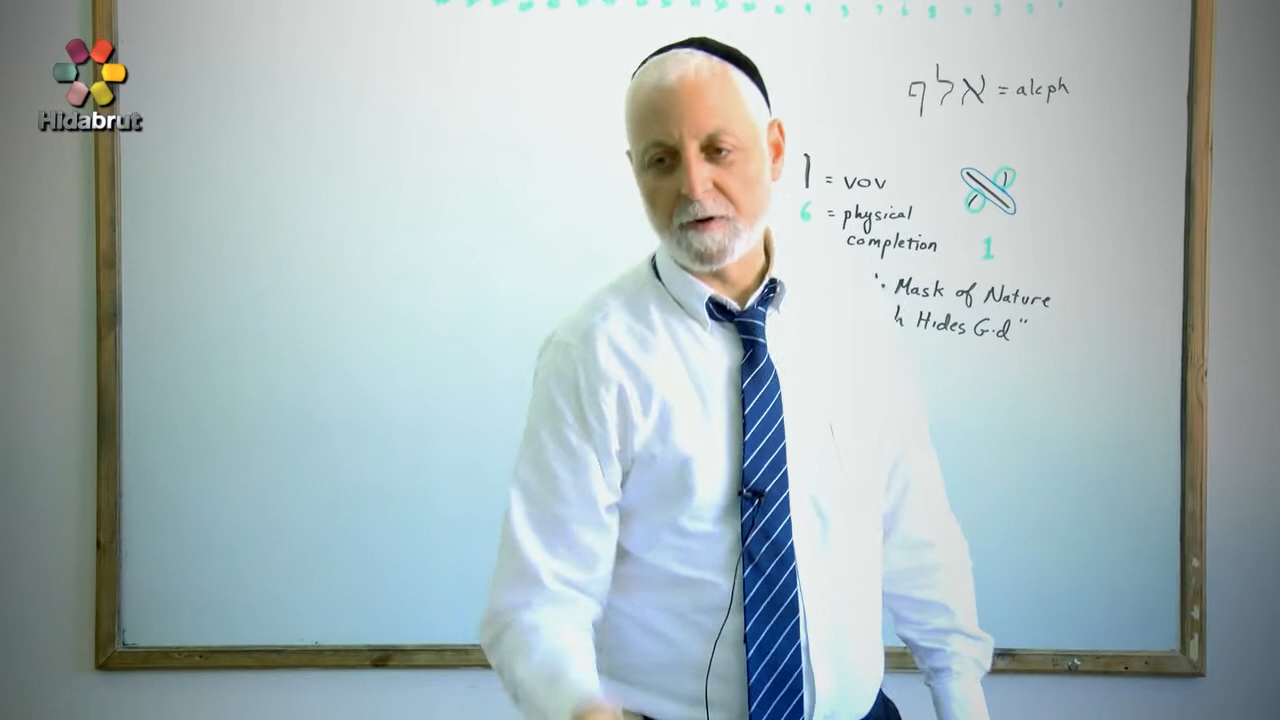 Hidabrut
אלף = aleph
ו = vov
6 = physical
completion
1
Mask of Nature
Hides G-d"